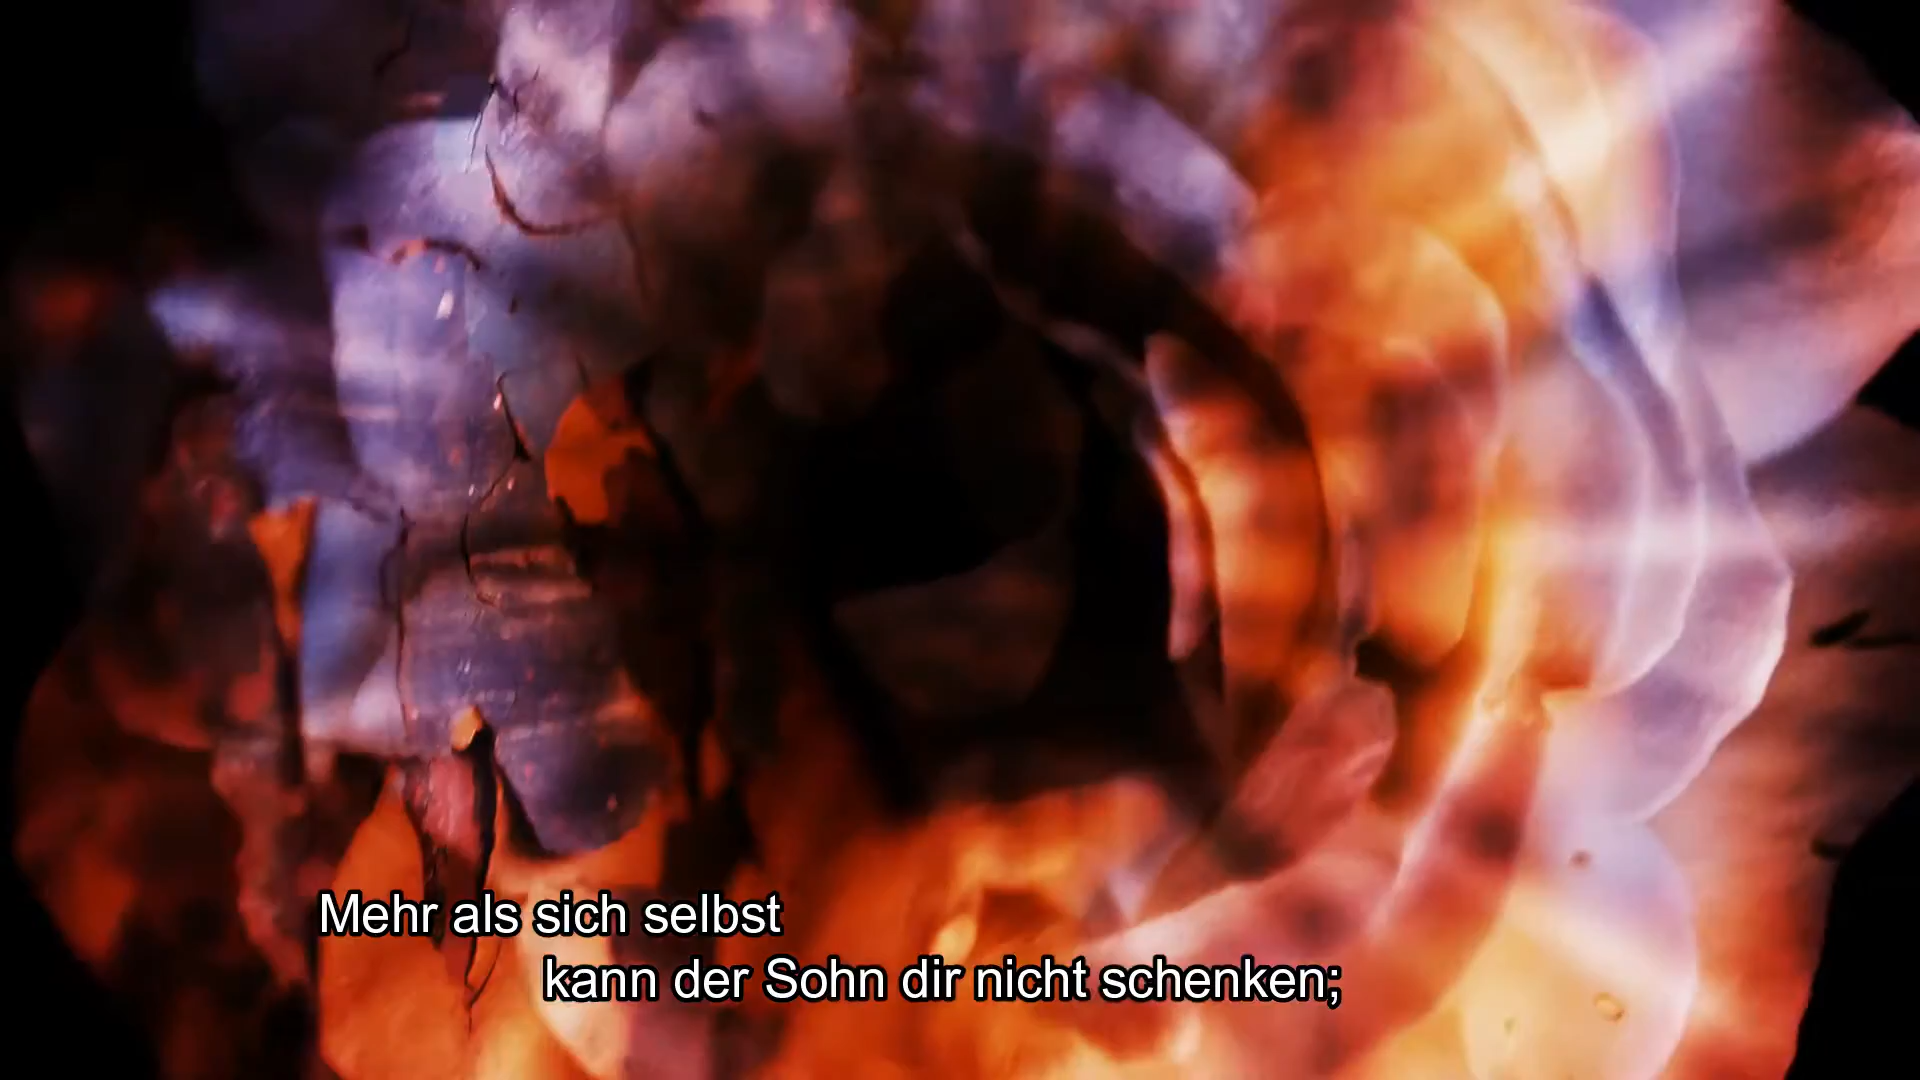 Mehr als sich selbst
kann der Sohn dir nicht schenken;